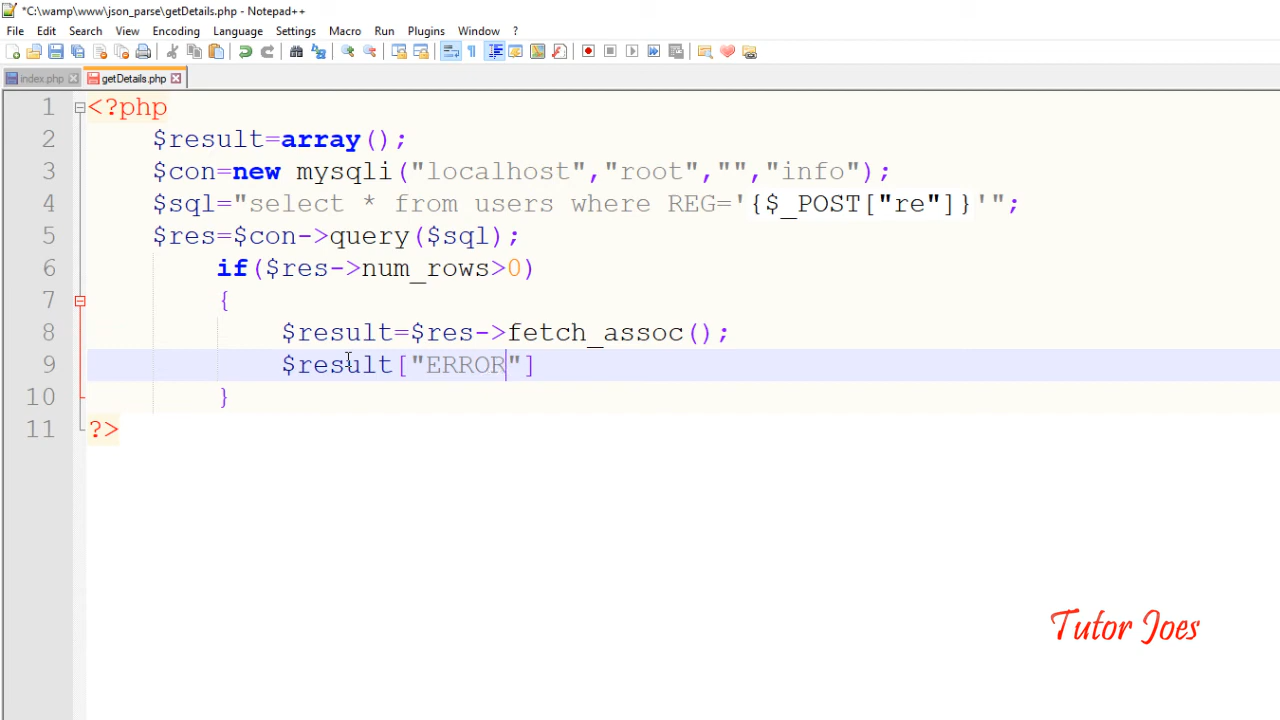 *C:\wamp\www\json_parse\getDetails.php - Notepad++
File Edit Search View Encoding Language Settings Macro Run Plugins Window ?
index.php getDetails.php
1 <?php
2 $result=array();
3 $con=new mysqli("localhost","root","","info");
4 $sql="select * from users where REG='{$_POST["re"]}'";
5 $res=$con->query($sql);
6 if($res->num_rows>0)
7 {
8 $result=$res->fetch_assoc();
9 $result["ERROR"]
10 }
11 ?>
Tutor Joes